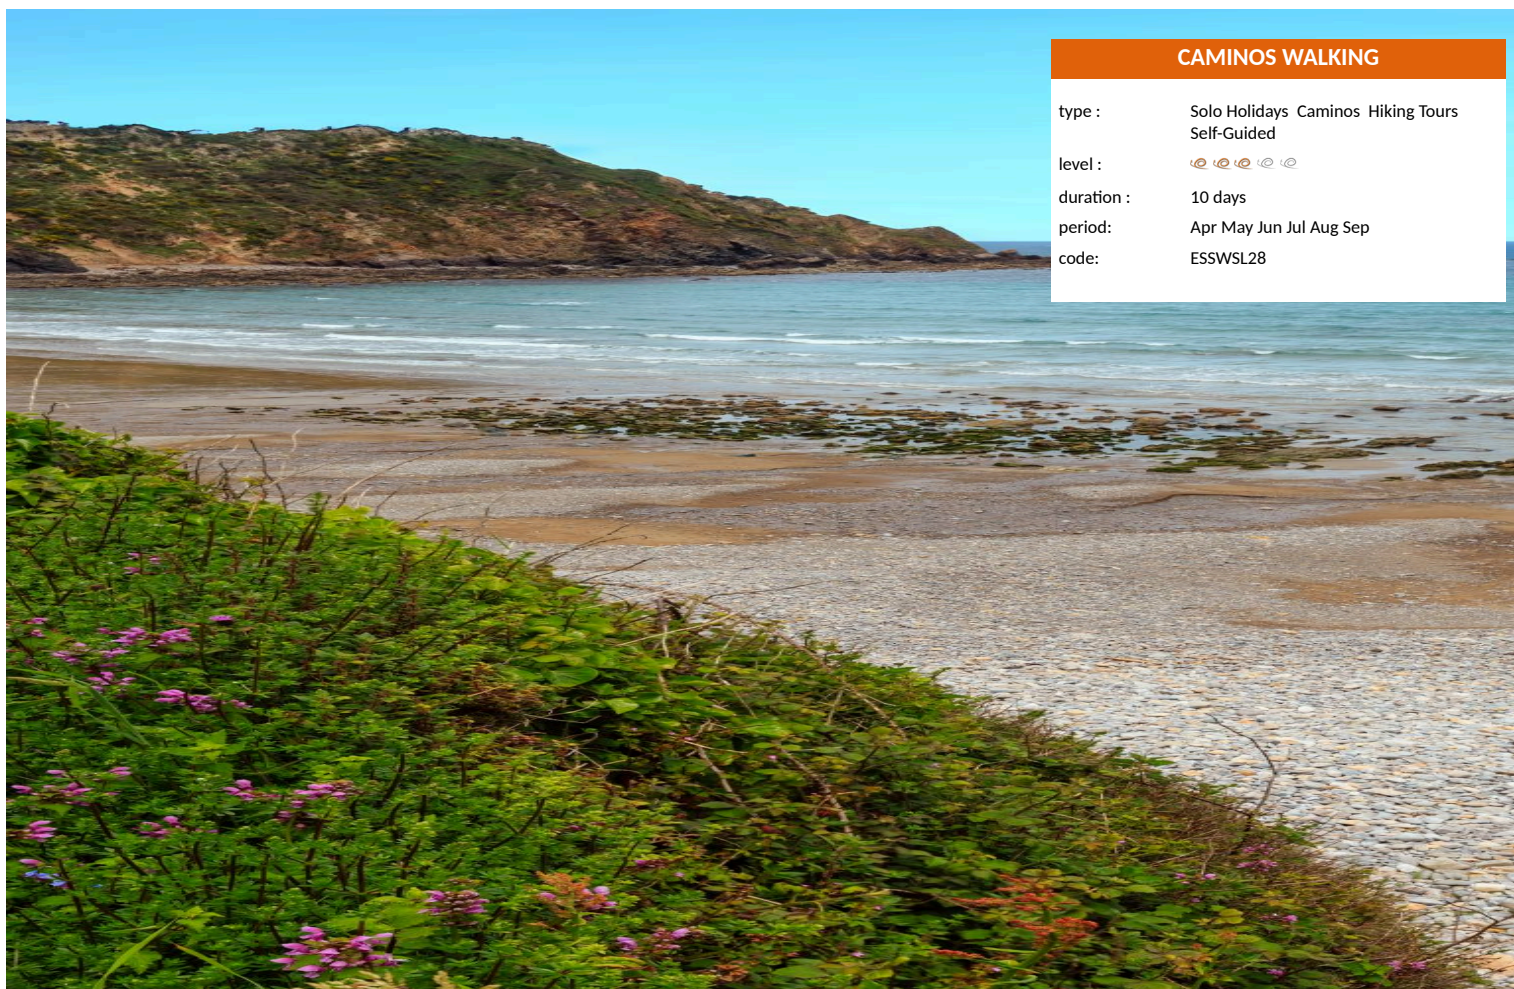 CAMINOS WALKING
type : Solo Holidays Caminos Hiking Tours
Self-Guided
level :
duration : 10 days
period: Apr May Jun Jul Aug Sep
code: ESSWSL28